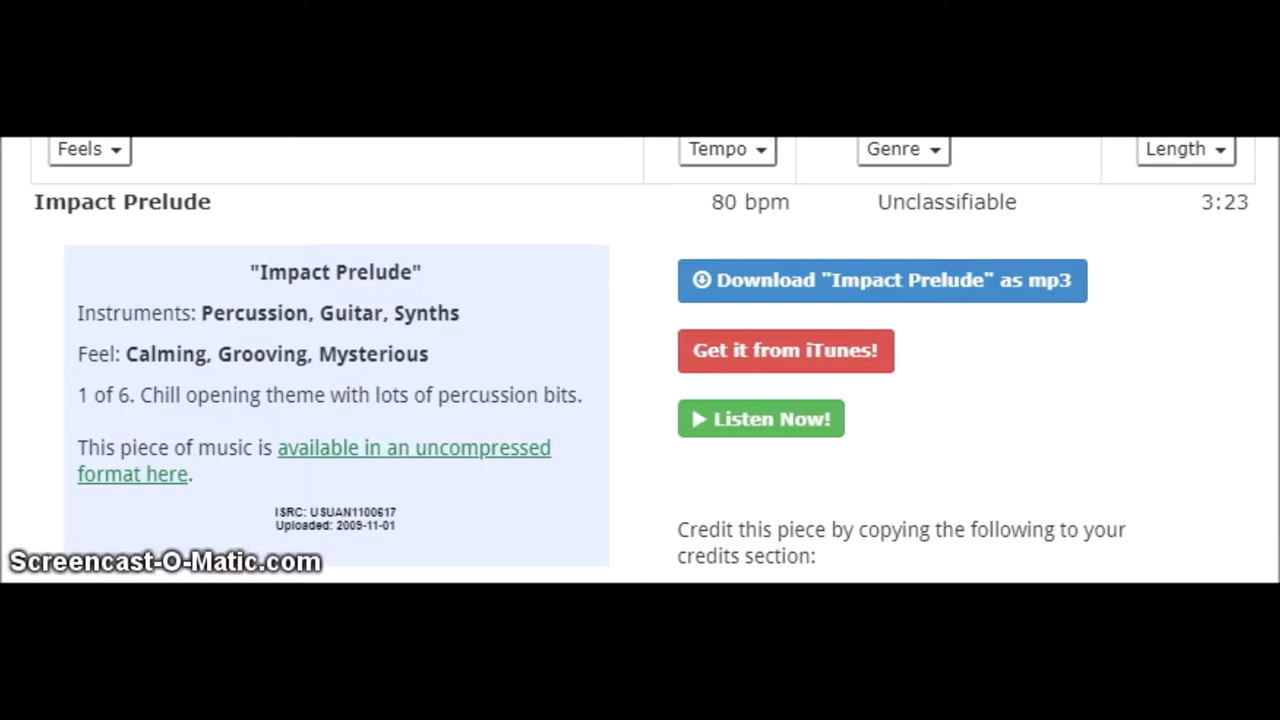 Feels Tempo Genre Length
Impact Prelude 80 bpm Unclassifiable 3:23
"Impact Prelude"
Instruments: Percussion, Guitar, Synths
Feel: Calming, Grooving, Mysterious
1 of 6. Chill opening theme with lots of percussion bits.
This piece of music is available in an uncompressed
format here.
ISRC: USUAN1100617
Uploaded: 2009-11-01
Download "Impact Prelude" as mp3
Get it from iTunes!
Listen Now!
Credit this piece by copying the following to your
credits section:
Screencast-O-Matic.com